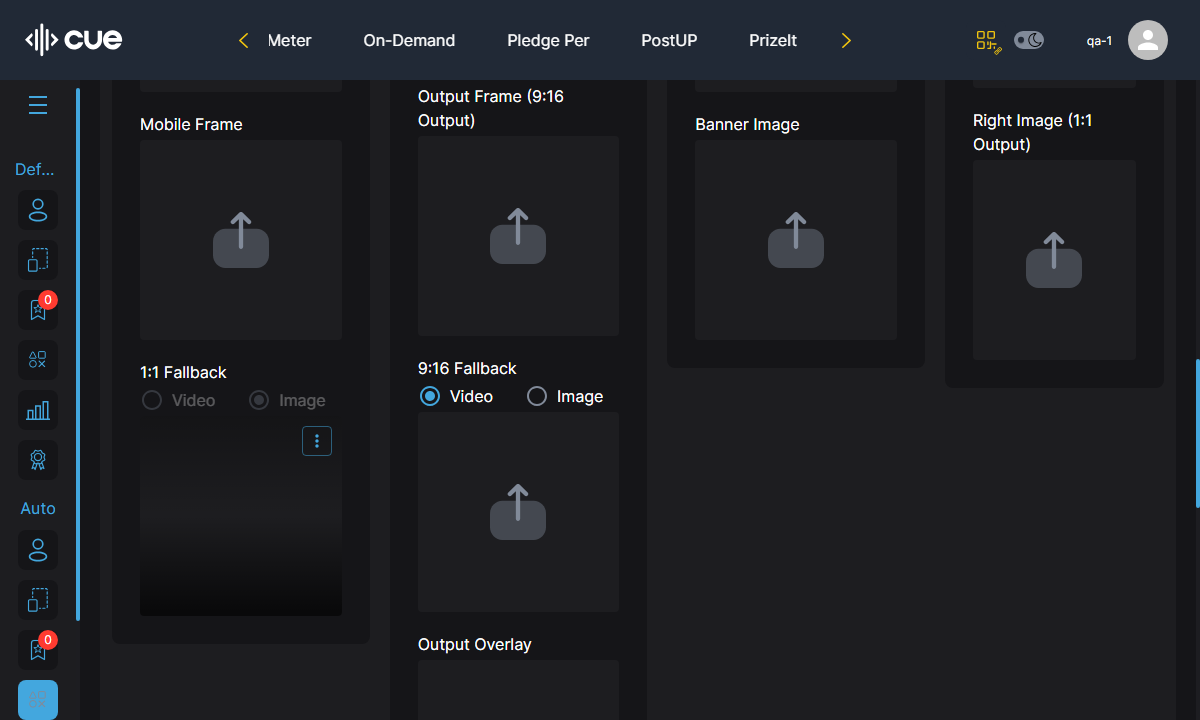 cue
Meter
On-Demand
Pledge Per
PostUP
PrizeIt
qa-1
Def...
0
Auto
0
Mobile Frame
1:1 Fallback
Video
Image
Output Frame (9:16
Output)
9:16 Fallback
Video
Image
Output Overlay
Banner Image
Right Image (1:1
Output)